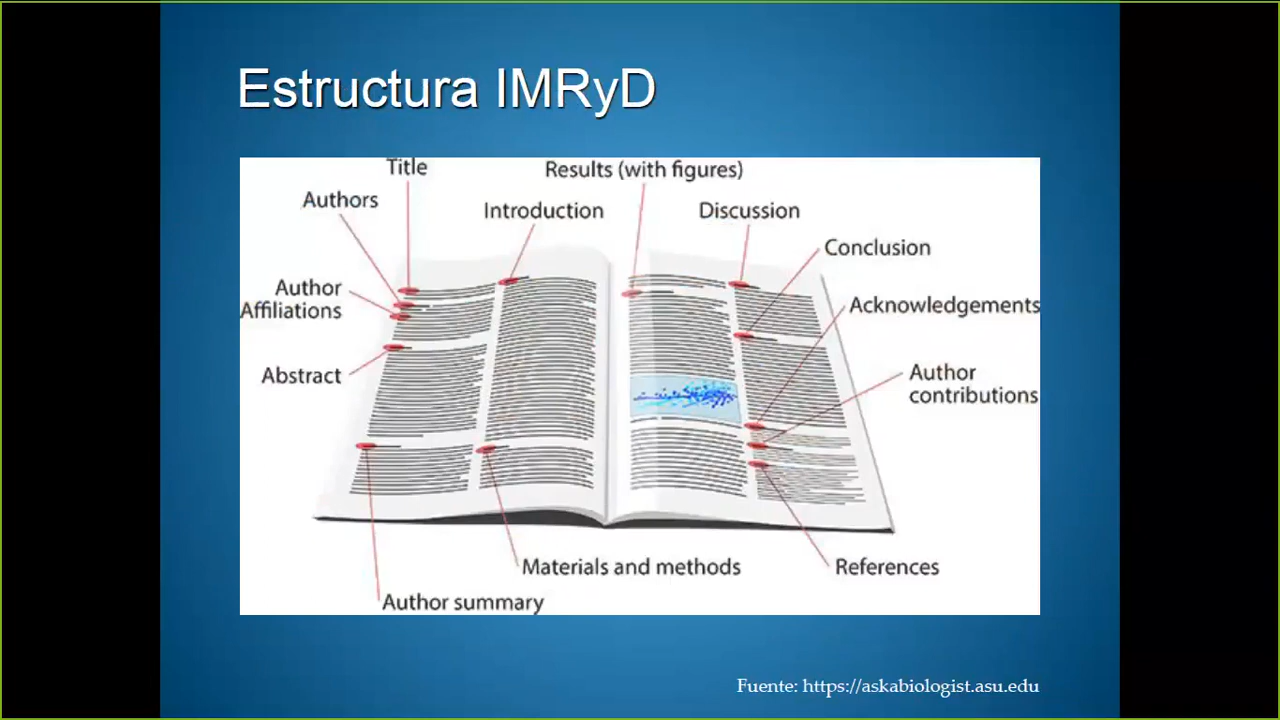 Estructura IMRyD
Title
Results (with figures)
Authors
Introduction
Discussion
Conclusion
Author
Affiliations
Acknowledgements
Abstract
Author
contributions
Materials and methods
References
Author summary
Fuente: https://askabiologist.asu.edu